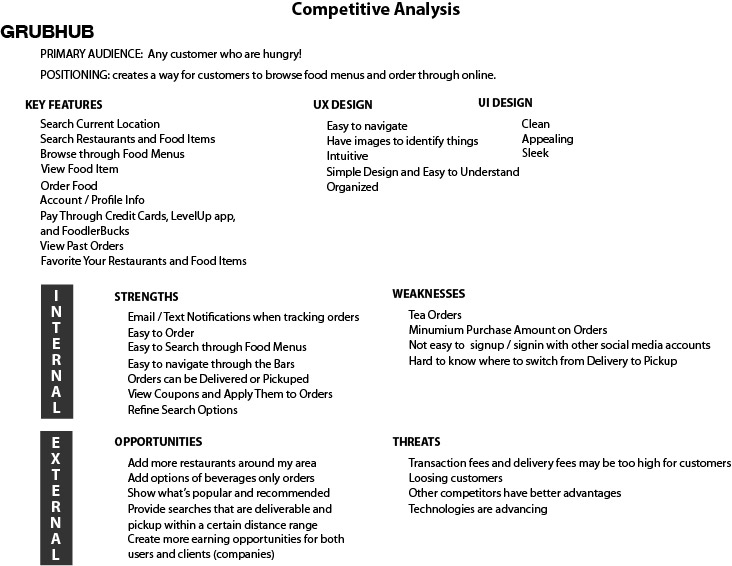 Competitive Analysis
GRUBHUB
PRIMARY AUDIENCE: Any customer who are hungry!
POSITIONING: creates a way for customers to browse food menus and order through online.
KEY FEATURES
Search Current Location
Search Restaurants and Food Items
Browse through Food Menus
View Food Item
Order Food
Account / Profile Info
Pay Through Credit Cards, LevelUp app,
and FoodlerBucks
View Past Orders
Favorite Your Restaurants and Food Items
UX DESIGN
Easy to navigate
Have images to identify things
Intuitive
Simple Design and Easy to Understand
Organized
UI DESIGN
Clean
Appealing
Sleek
INTERNAL
STRENGTHS
Email / Text Notifications when tracking orders
Easy to Order
Easy to Search through Food Menus
Easy to navigate through the Bars
Orders can be Delivered or Pickuped
View Coupons and Apply Them to Orders
Refine Search Options
WEAKNESSES
Tea Orders
Minumium Purchase Amount on Orders
Not easy to signup / signin with other social media accounts
Hard to know where to switch from Delivery to Pickup
EXTERNAL
OPPORTUNITIES
Add more restaurants around my area
Add options of beverages only orders
Show what's popular and recommended
Provide searches that are deliverable and
pickup within a certain distance range
Create more earning opportunities for both
users and clients (companies)
THREATS
Transaction fees and delivery fees may be too high for customers
Loosing customers
Other competitors have better advantages
Technologies are advancing